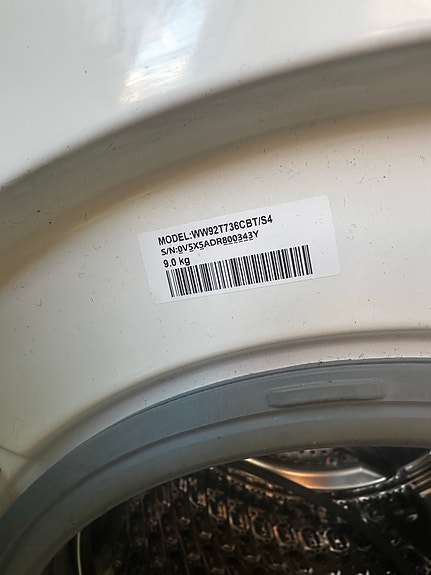 MODEL:WW92T736CBT/S4
S/N:0V5X5ADR800343Y
9.0 kg